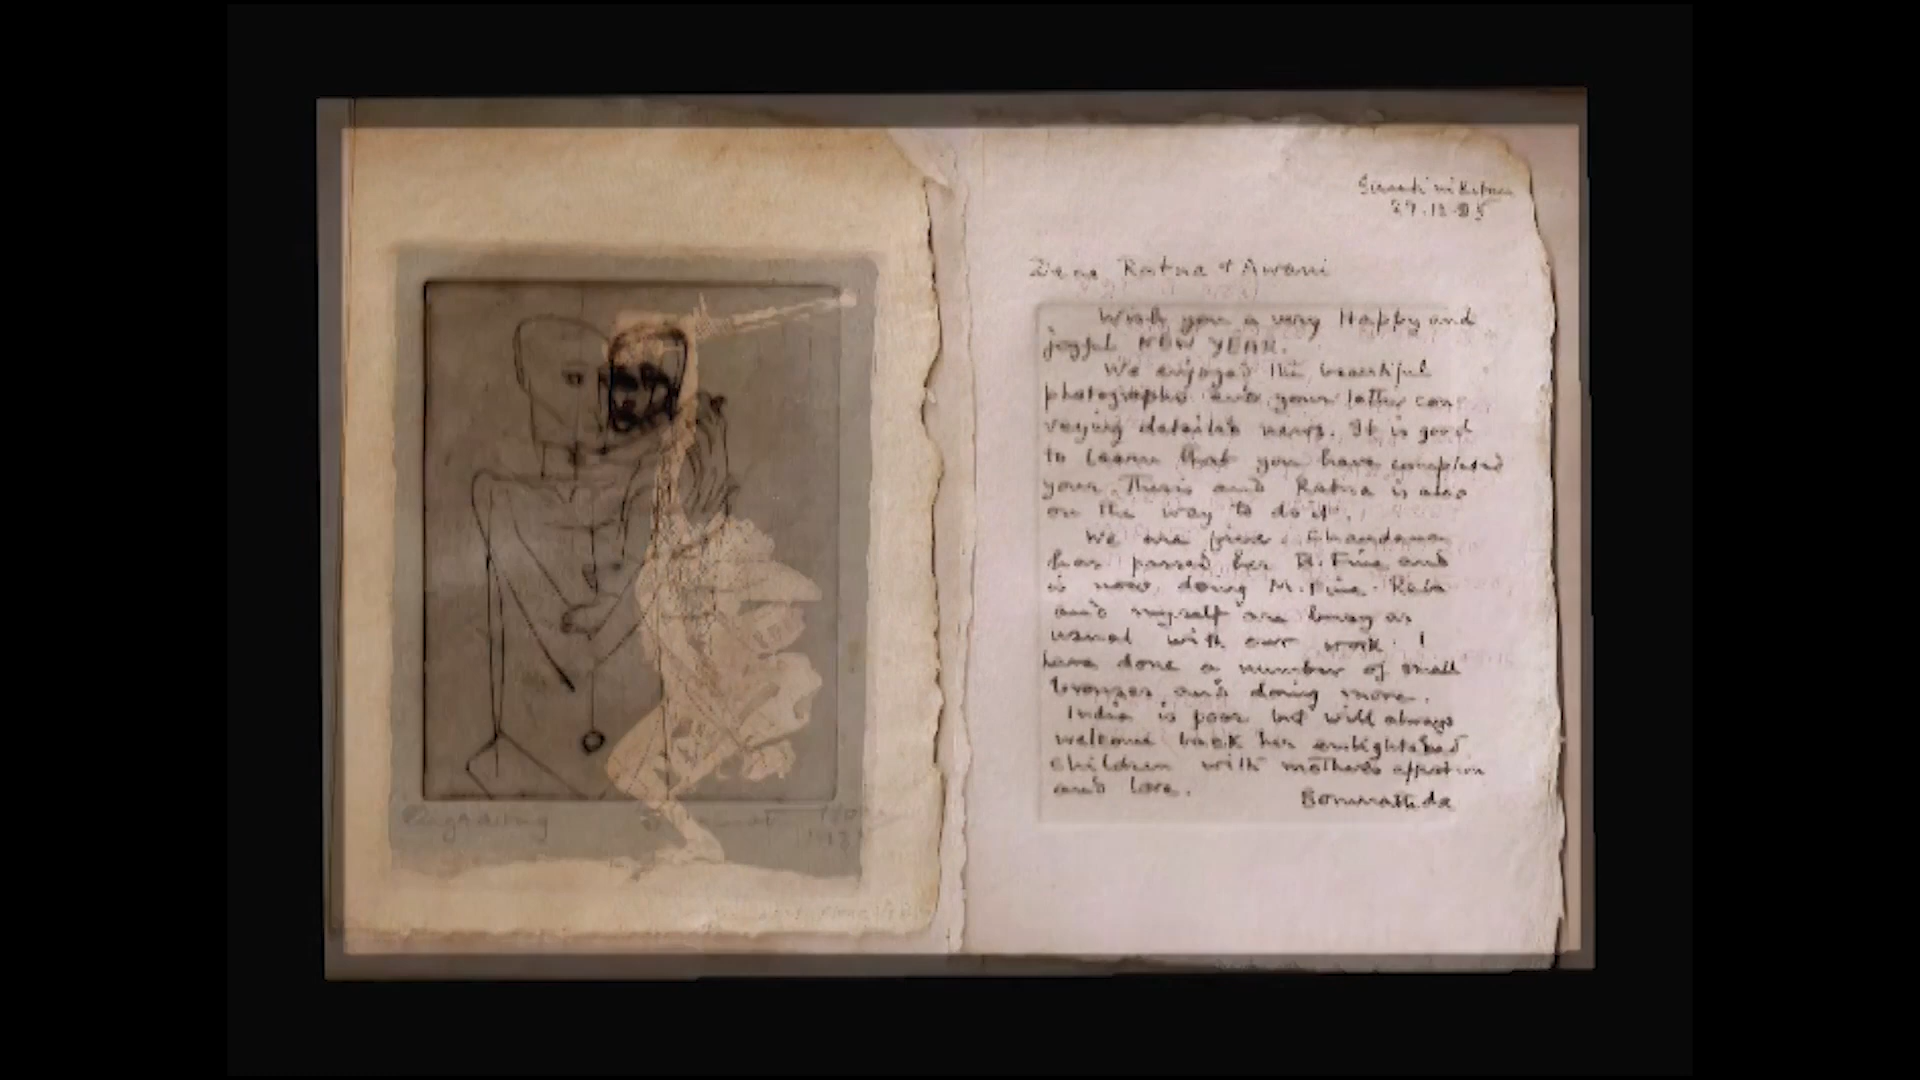 Santiniketan
27.12.85
Dear Ratna & Awani
Wish you a very Happy and
joyful NEW YEAR.
We enjoyed the beautiful
photographs and your letter con-
veying details news. It is good
to learn that you have completed
your Thesis and Ratna is also
on the way to do it.
We are fine. Chandana
has passed her B. Fine and
is now doing M. Fine. Reba
and myself are busy as
usual with our work. I
have done a number of small
bronzes and doing more.
India is poor but will always
welcome back her enlightened
children with mother's affection
and love.
Somnathda